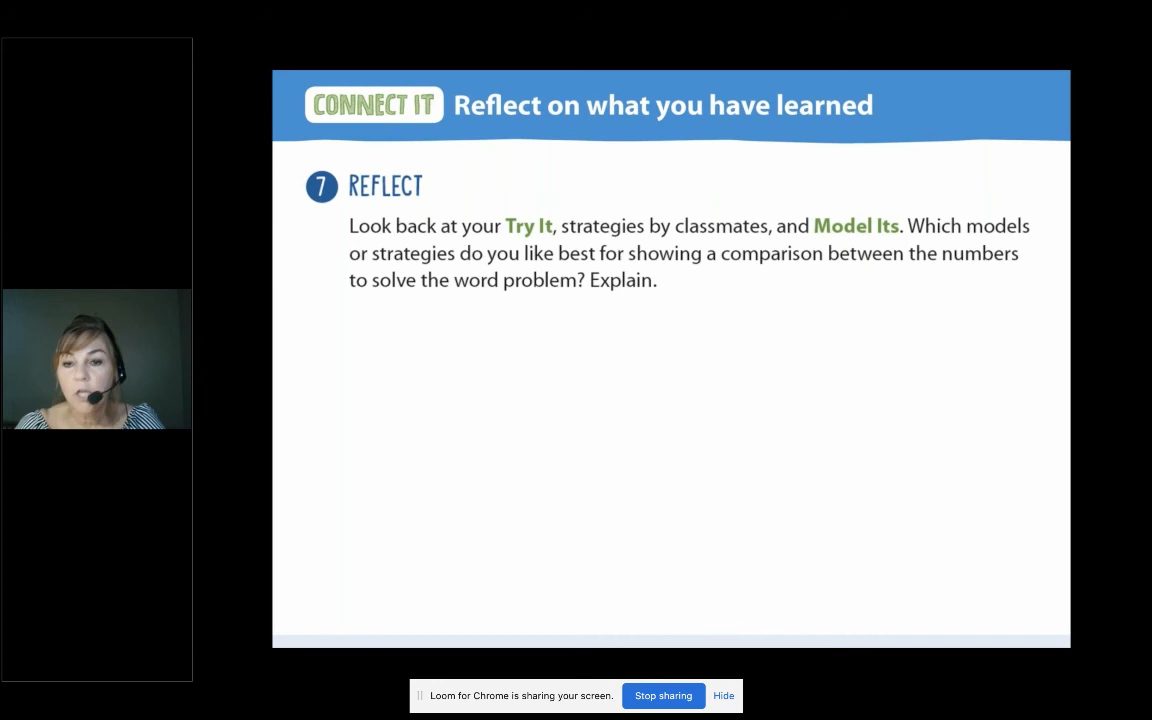 CONNECT IT Reflect on what you have learned
7 REFLECT
Look back at your Try It, strategies by classmates, and Model Its. Which models
or strategies do you like best for showing a comparison between the numbers
to solve the word problem? Explain.
Loom for Chrome is sharing your screen. Stop sharing Hide